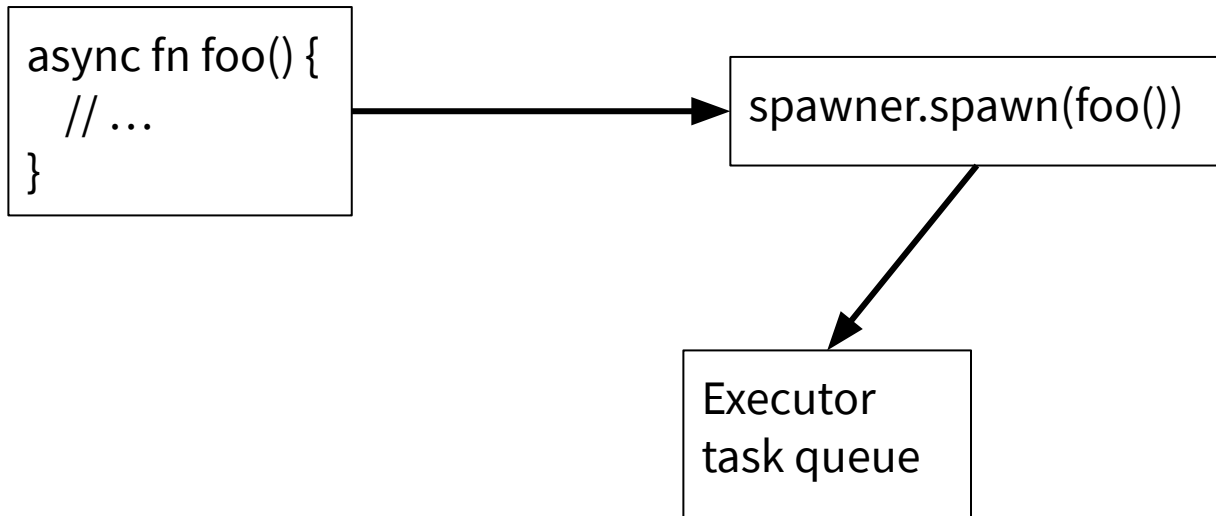 async fn foo() {
// …
}
spawner.spawn(foo())
Executor
task queue